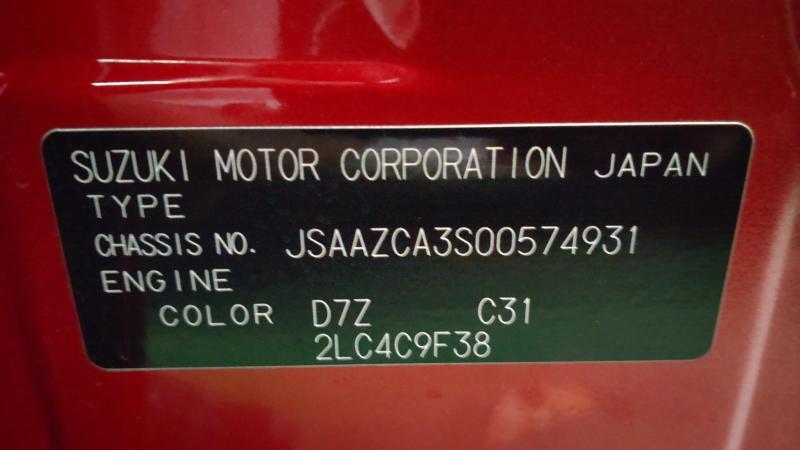 SUZUKI MOTOR CORPORATION JAPAN
TYPE
CHASSIS NO. JSAAZCA3S00574931
ENGINE
COLOR D7Z C31
2LC4C9F38